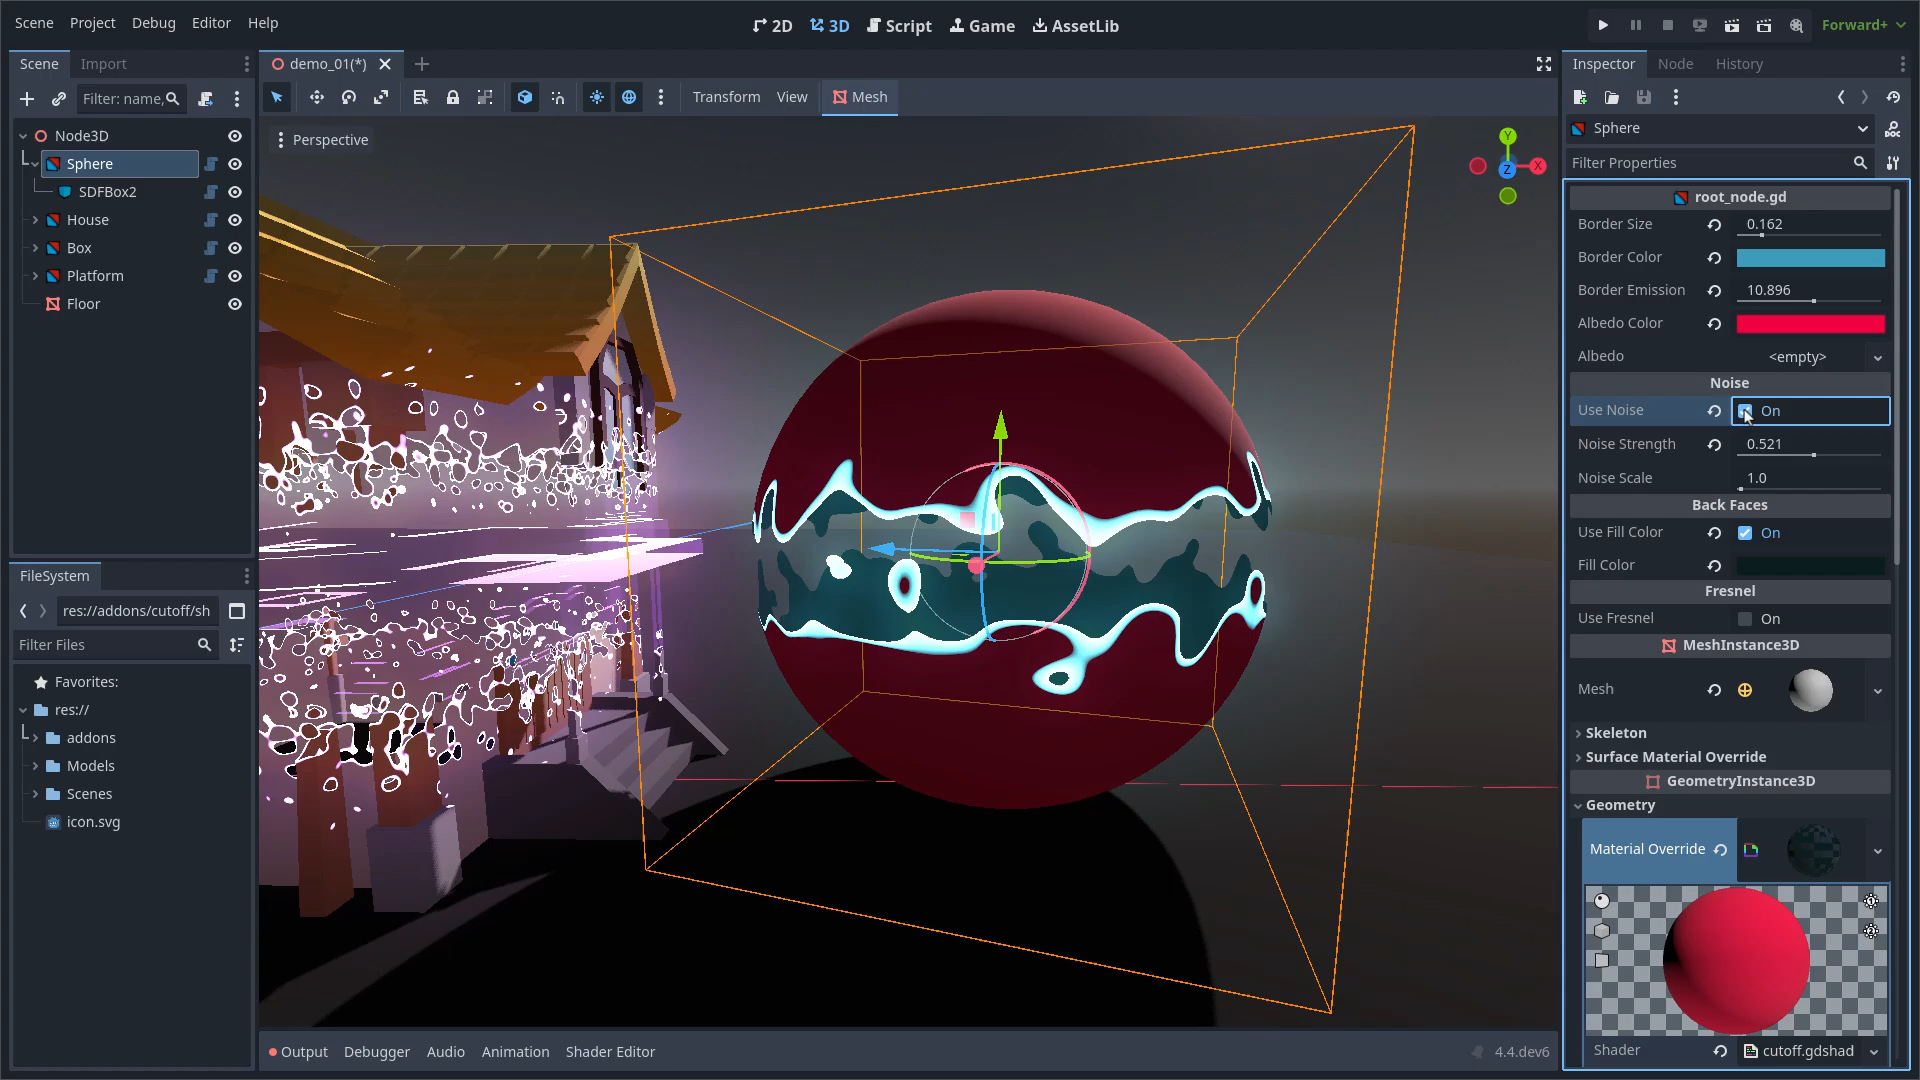 Scene Project Debug Editor Help
2D 3D Script Game AssetLib
Forward+
Scene Import
Filter: name,
Node3D
Sphere
SDFBox2
House
Box
Platform
Floor
FileSystem
res://addons/cutoff/sh
Filter Files
Favorites:
res://
addons
Models
Scenes
icon.svg
demo_01(*)
Transform View Mesh
Perspective
Y
X
Z
Output Debugger Audio Animation Shader Editor
4.4.dev6
Inspector Node History
Sphere
DOC
Filter Properties
root_node.gd
Border Size 0.162
Border Color
Border Emission 10.896
Albedo Color
Albedo <empty>
Noise
Use Noise On
Noise Strength 0.521
Noise Scale 1.0
Back Faces
Use Fill Color On
Fill Color
Fresnel
Use Fresnel On
MeshInstance3D
Mesh
Skeleton
Surface Material Override
GeometryInstance3D
Geometry
Material Override
1
2
Shader cutoff.gdshad